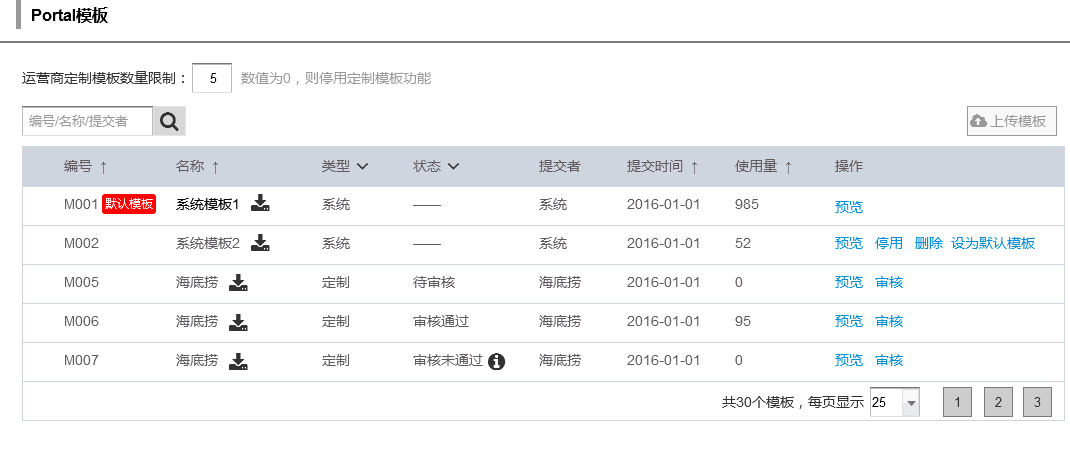 Portal模板
运营商定制模板数量限制： 5 数值为0，则停用定制模板功能
编号/名称/提交者 上传模板
编号 ↑ 名称 ↑ 类型 状态 提交者 提交时间 ↑ 使用量 ↑ 操作
M001 默认模板 系统模板1 系统 —— 系统 2016-01-01 985 预览
M002 系统模板2 系统 —— 系统 2016-01-01 52 预览 停用 删除 设为默认模板
M005 海底捞 定制 待审核 海底捞 2016-01-01 0 预览 审核
M006 海底捞 定制 审核通过 海底捞 2016-01-01 95 预览 审核
M007 海底捞 定制 审核未通过 海底捞 2016-01-01 0 预览 审核
共30个模板，每页显示 25 1 2 3